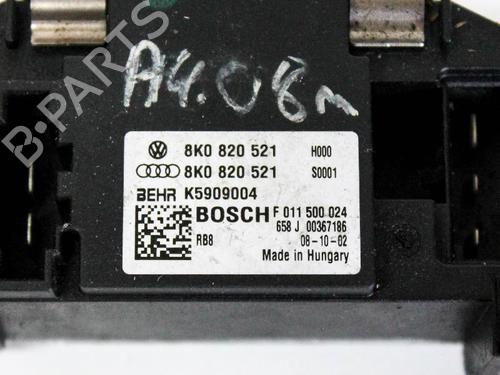 B-PARTS
A4.08m
8K0 820 521 H000
8K0 820 521 S0001
BEHR K5909004
BOSCH F 011 500 024
658 J 00367186
RB8 08-10-02
Made in Hungary